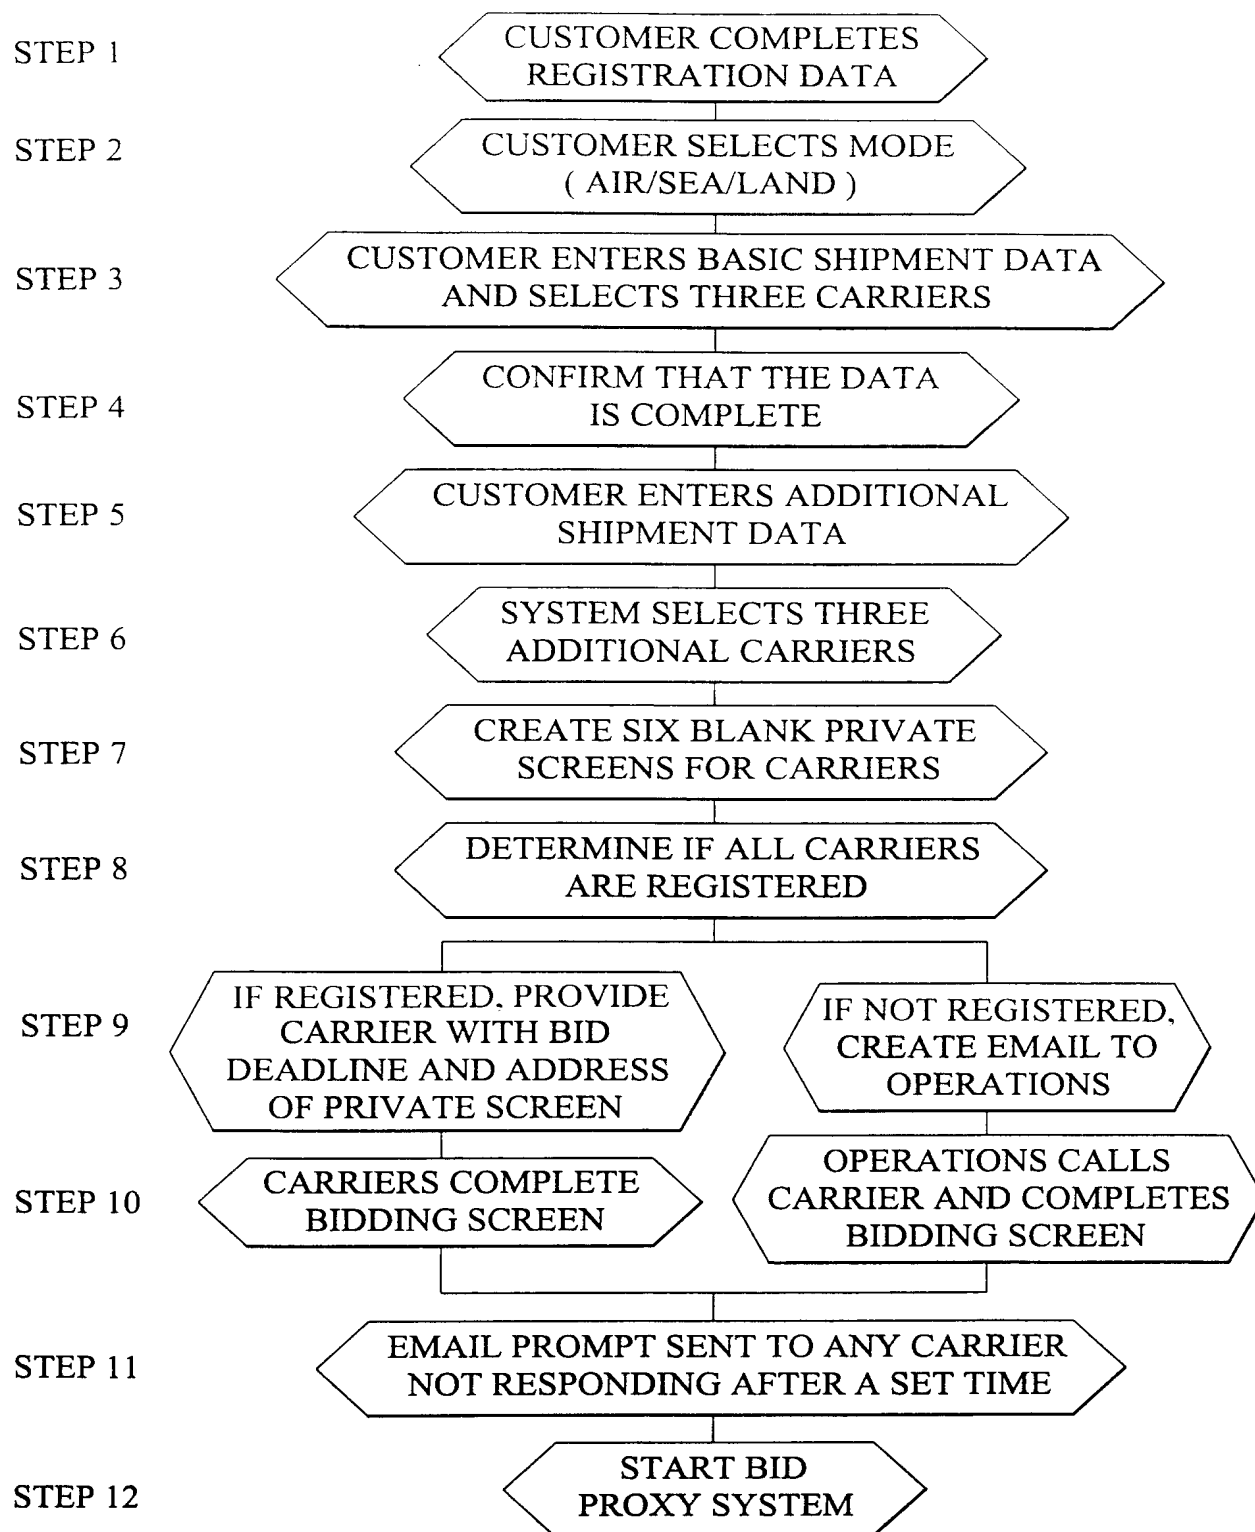 STEP 1
CUSTOMER COMPLETES
REGISTRATION DATA
STEP 2
CUSTOMER SELECTS MODE
( AIR/SEA/LAND )
STEP 3
CUSTOMER ENTERS BASIC SHIPMENT DATA
AND SELECTS THREE CARRIERS
STEP 4
CONFIRM THAT THE DATA
IS COMPLETE
STEP 5
CUSTOMER ENTERS ADDITIONAL
SHIPMENT DATA
STEP 6
SYSTEM SELECTS THREE
ADDITIONAL CARRIERS
STEP 7
CREATE SIX BLANK PRIVATE
SCREENS FOR CARRIERS
STEP 8
DETERMINE IF ALL CARRIERS
ARE REGISTERED
STEP 9
IF REGISTERED, PROVIDE
CARRIER WITH BID
DEADLINE AND ADDRESS
OF PRIVATE SCREEN
IF NOT REGISTERED,
CREATE EMAIL TO
OPERATIONS
STEP 10
CARRIERS COMPLETE
BIDDING SCREEN
OPERATIONS CALLS
CARRIER AND COMPLETES
BIDDING SCREEN
STEP 11
EMAIL PROMPT SENT TO ANY CARRIER
NOT RESPONDING AFTER A SET TIME
STEP 12
START BID
PROXY SYSTEM